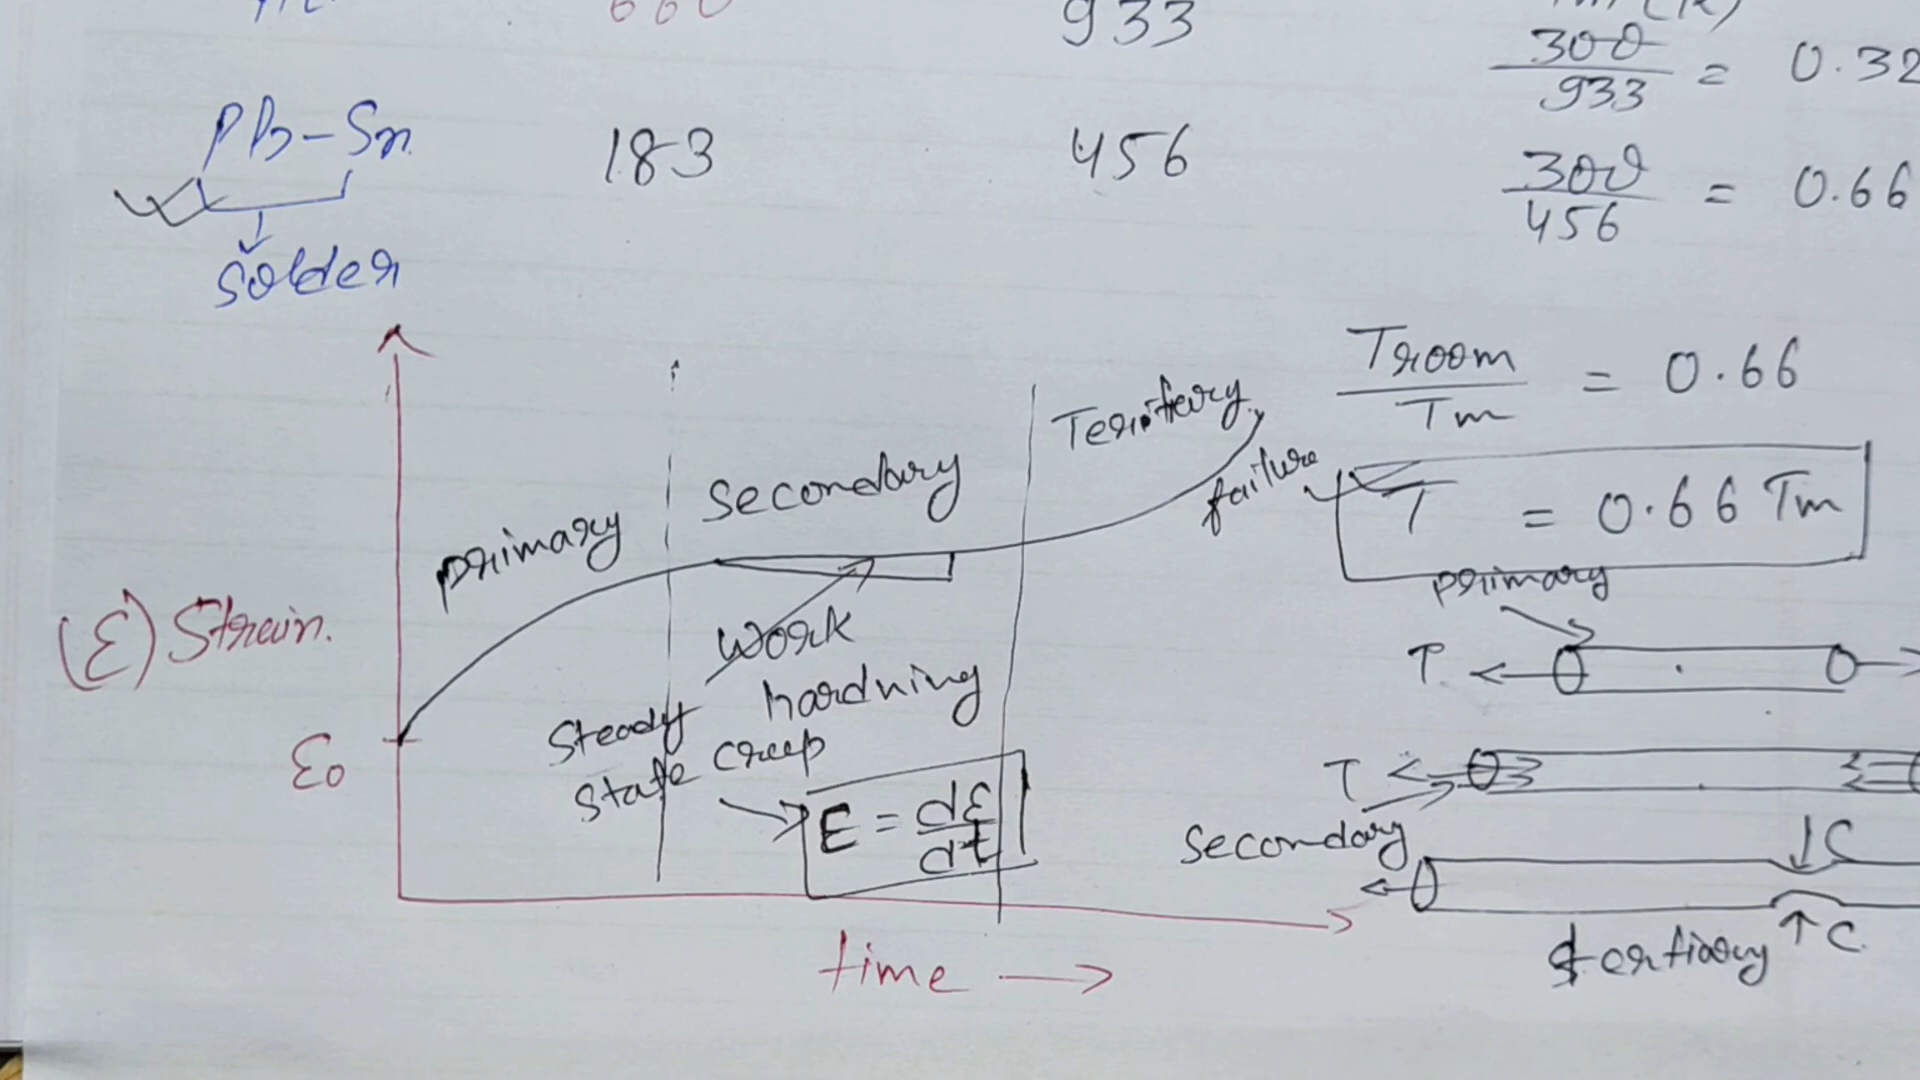 660 933
300/933 = 0.32
Pb-Sn 183 456
300/456 = 0.66
Solder
Troom/Tm = 0.66
T = 0.66 Tm
(ε) Strain.
ε0
primary
Secondary
failure
Work
hardning
Steady
State Creep
E = dε/dt
time
primary
T
T
Secondary
C
C
tertiary